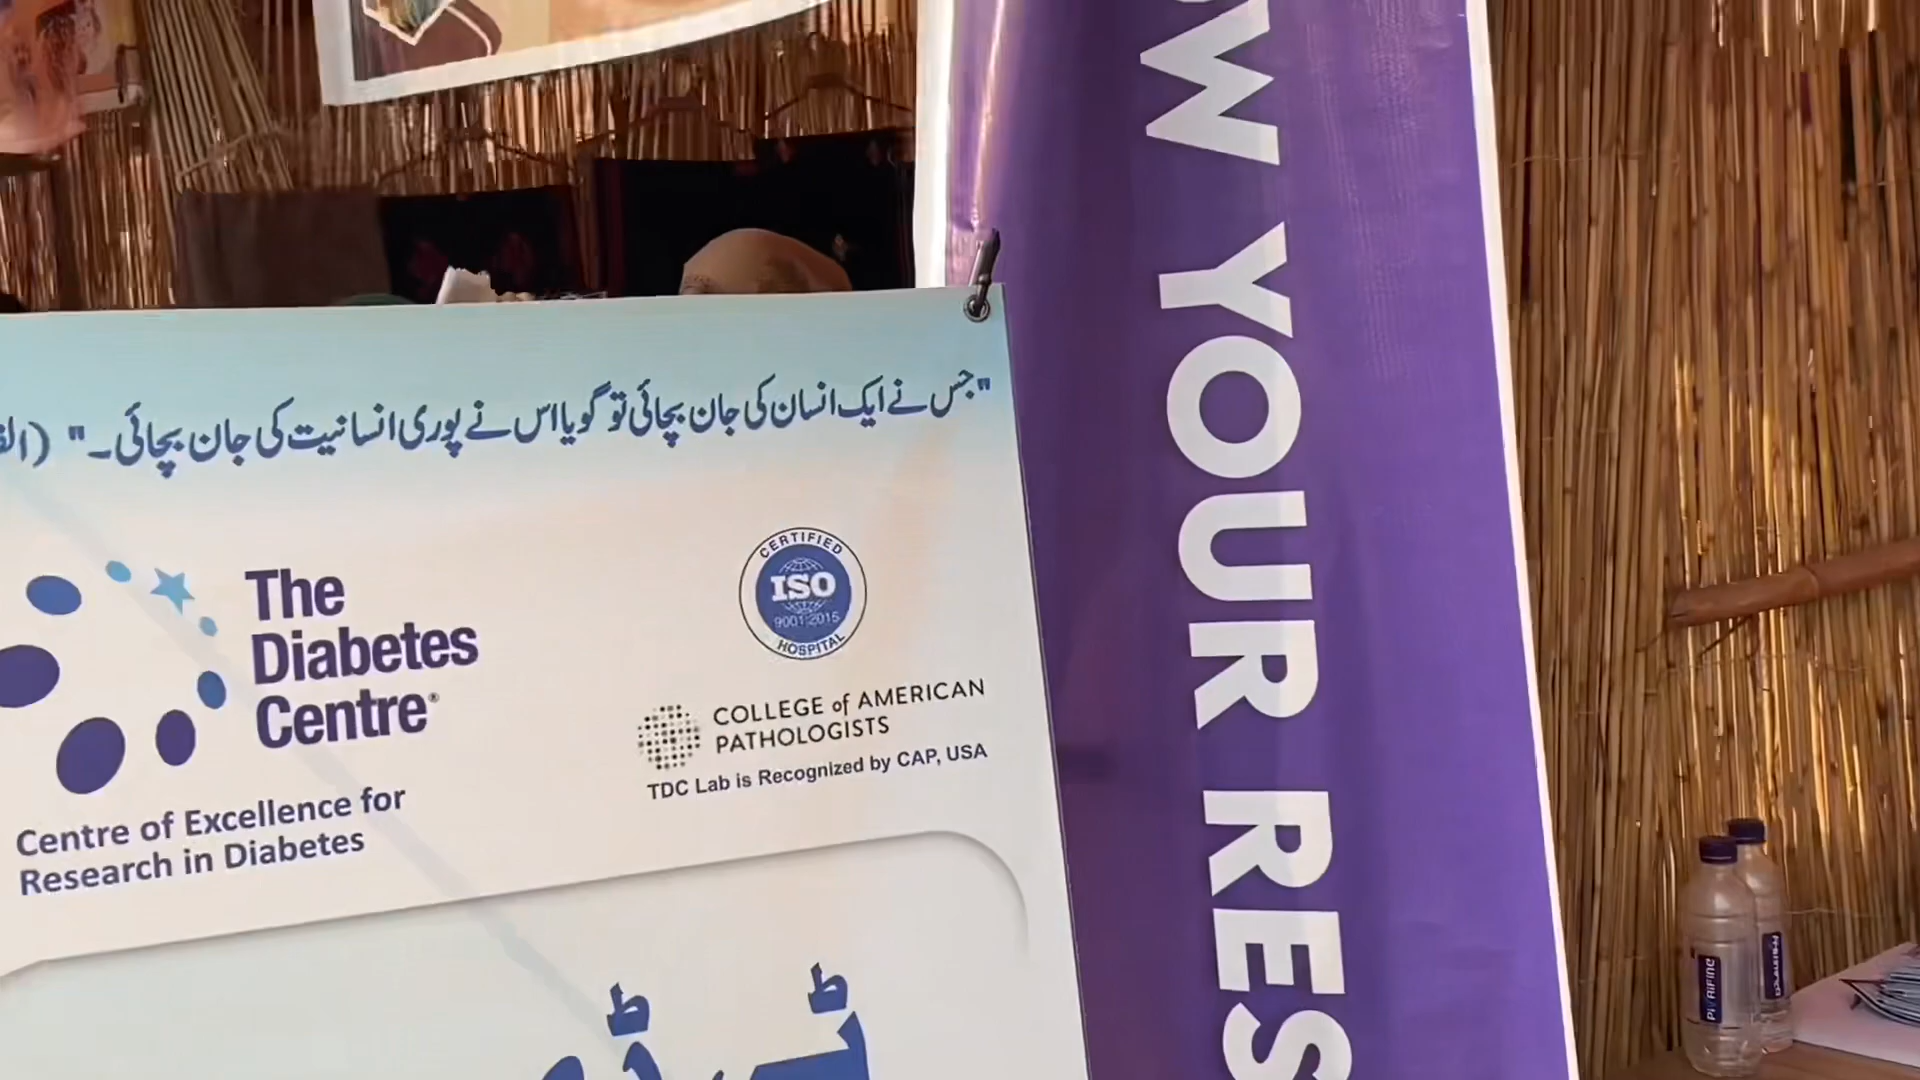 "جس نے ایک انسان کی جان بچائی تو گویا اس نے پوری انسانیت کی جان بچائی۔"
The
Diabetes
Centre®
Centre of Excellence for
Research in Diabetes
CERTIFIED
ISO
9001:2015
HOSPITAL
COLLEGE of AMERICAN
PATHOLOGISTS
TDC Lab is Recognized by CAP, USA
YOUR